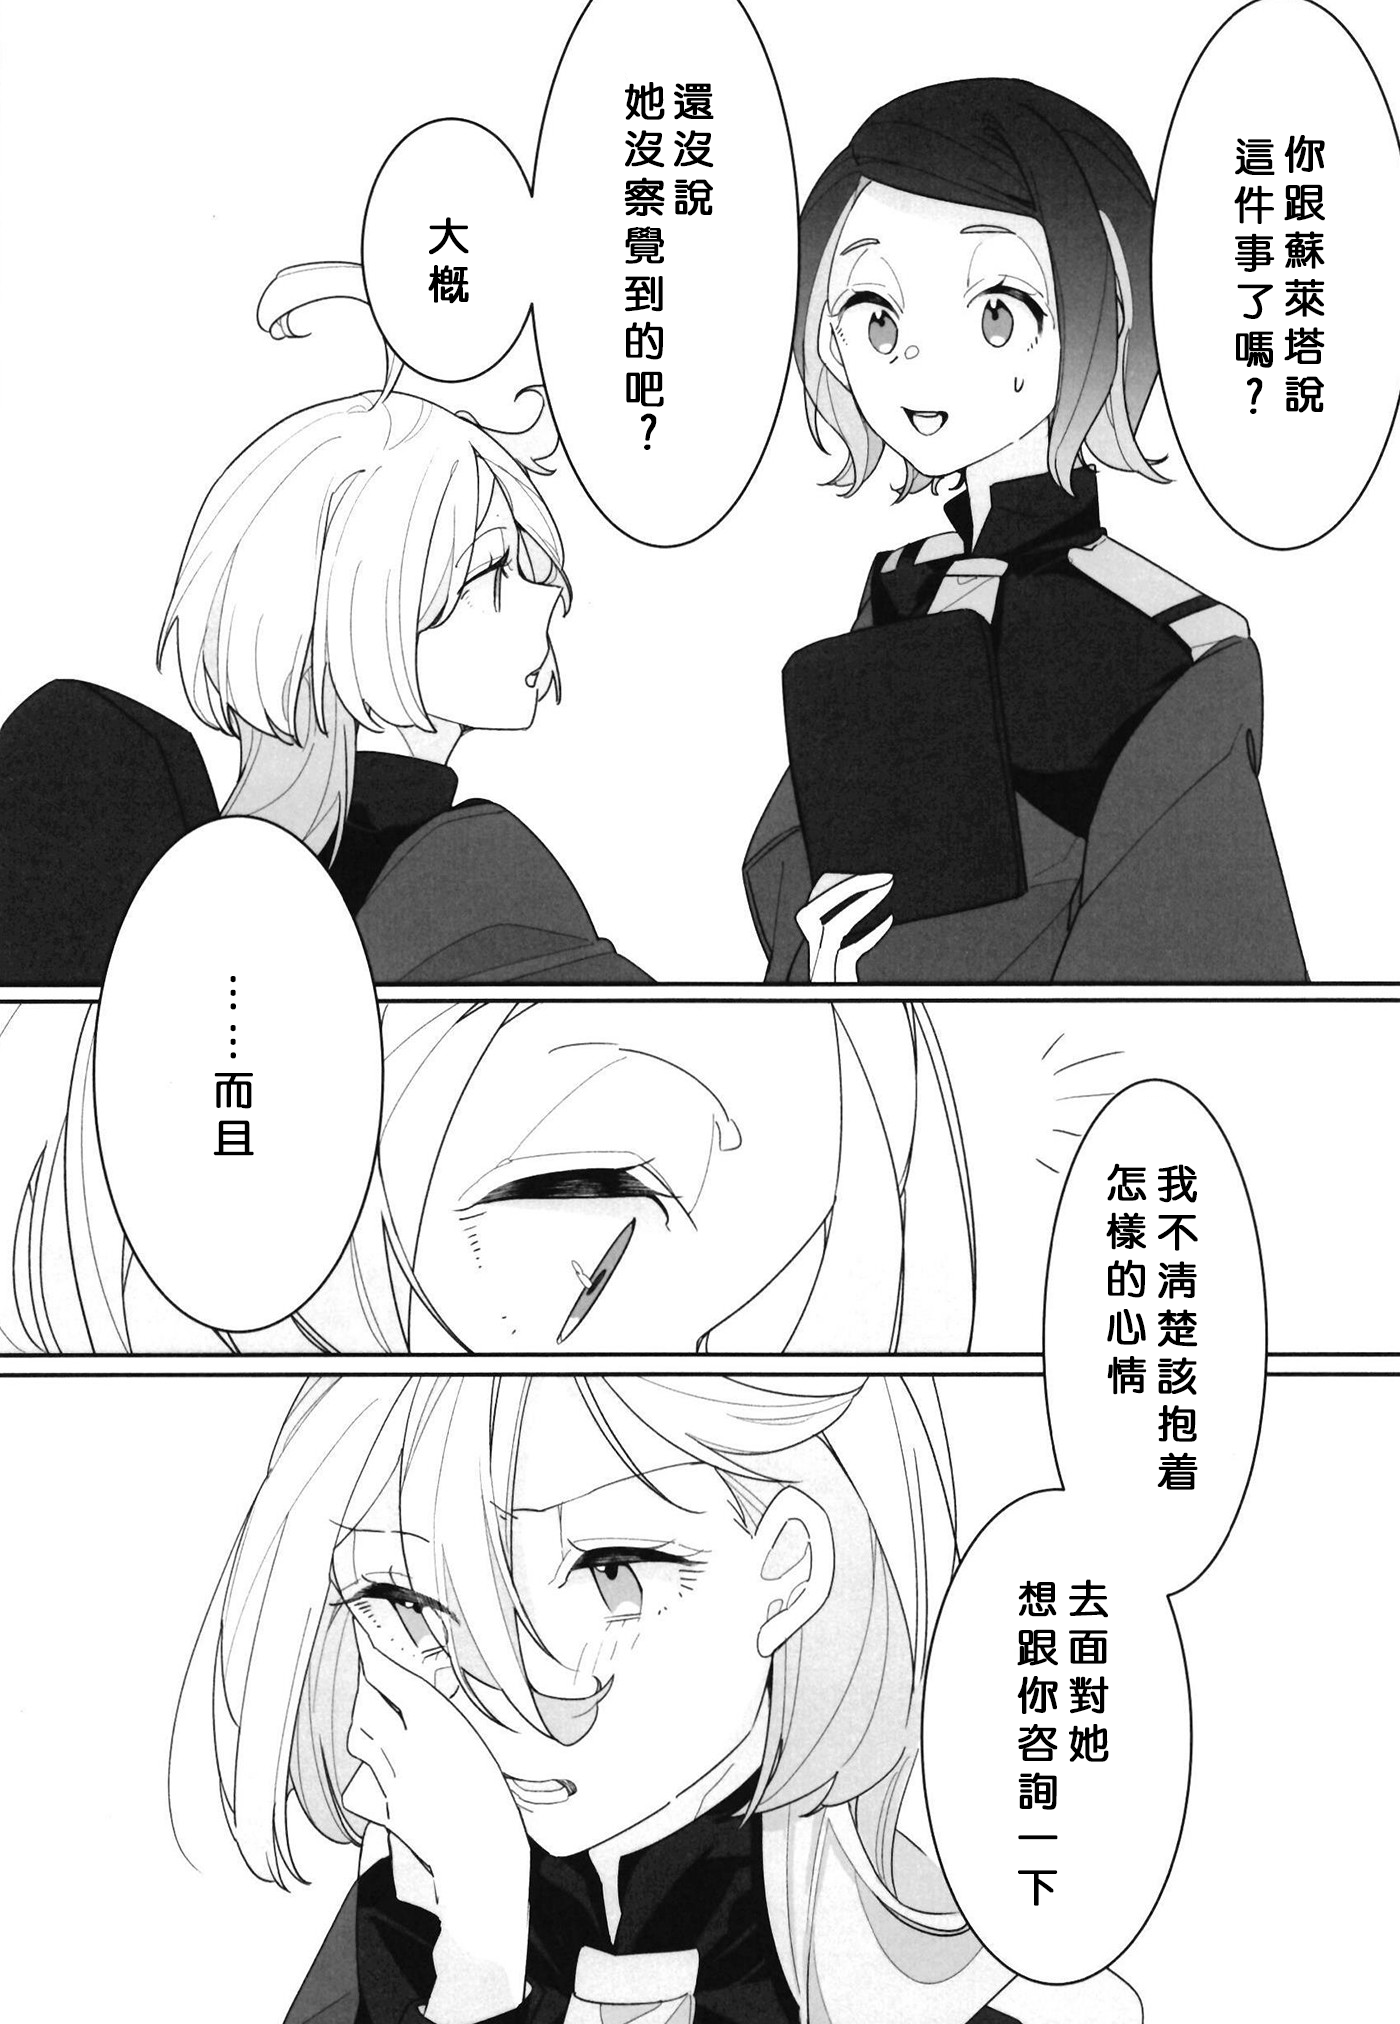 你跟蘇萊塔說
這件事了嗎？
還沒說
她沒察覺到的吧？
大概
我不清楚該抱着
怎樣的心情
……而且
去面對她
想跟你咨詢一下